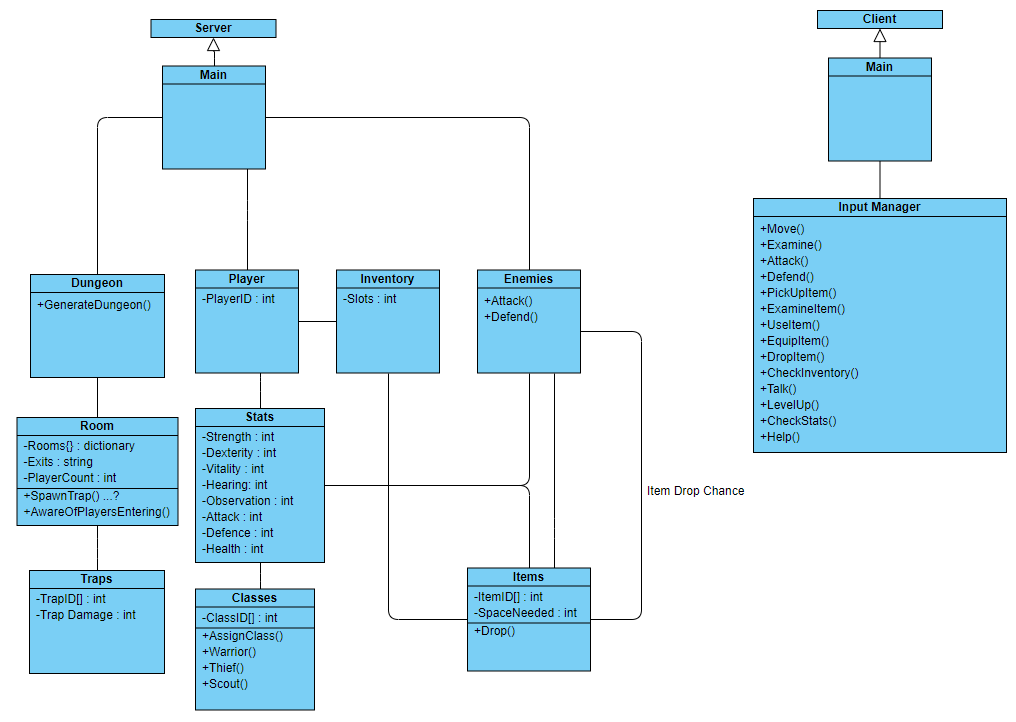 Server
Main
Dungeon
+GenerateDungeon()
Player
-PlayerID : int
Inventory
-Slots : int
Enemies
+Attack()
+Defend()
Room
-Rooms{} : dictionary
-Exits : string
-PlayerCount : int
+SpawnTrap() ...?
+AwareOfPlayersEntering()
Stats
-Strength : int
-Dexterity : int
-Vitality : int
-Hearing: int
-Observation : int
-Attack : int
-Defence : int
-Health : int
Traps
-TrapID[] : int
-Trap Damage : int
Classes
-ClassID[] : int
+AssignClass()
+Warrior()
+Thief()
+Scout()
Items
-ItemID[] : int
-SpaceNeeded : int
+Drop()
Item Drop Chance
Client
Main
Input Manager
+Move()
+Examine()
+Attack()
+Defend()
+PickUpItem()
+ExamineItem()
+UseItem()
+EquipItem()
+DropItem()
+CheckInventory()
+Talk()
+LevelUp()
+CheckStats()
+Help()